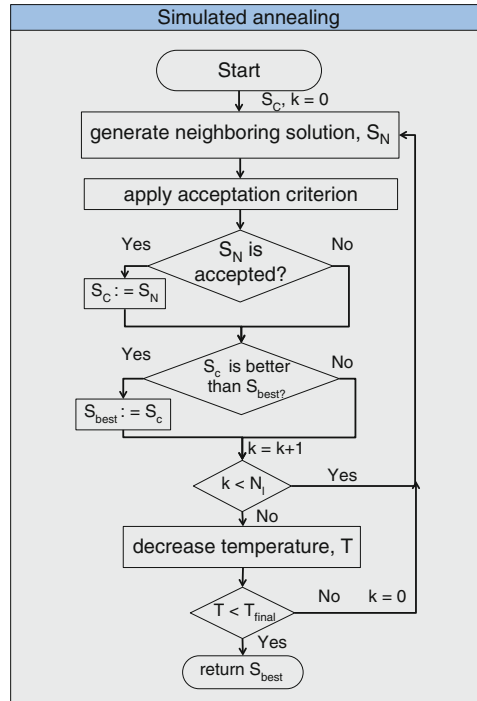 Simulated annealing
Start
S_C, k = 0
generate neighboring solution, S_N
apply acceptation criterion
Yes
S_N is accepted?
No
S_C := S_N
Yes
S_c is better than S_best?
No
S_best := S_c
k = k+1
k < N_l
Yes
No
decrease temperature, T
T < T_final
No
k = 0
Yes
return S_best